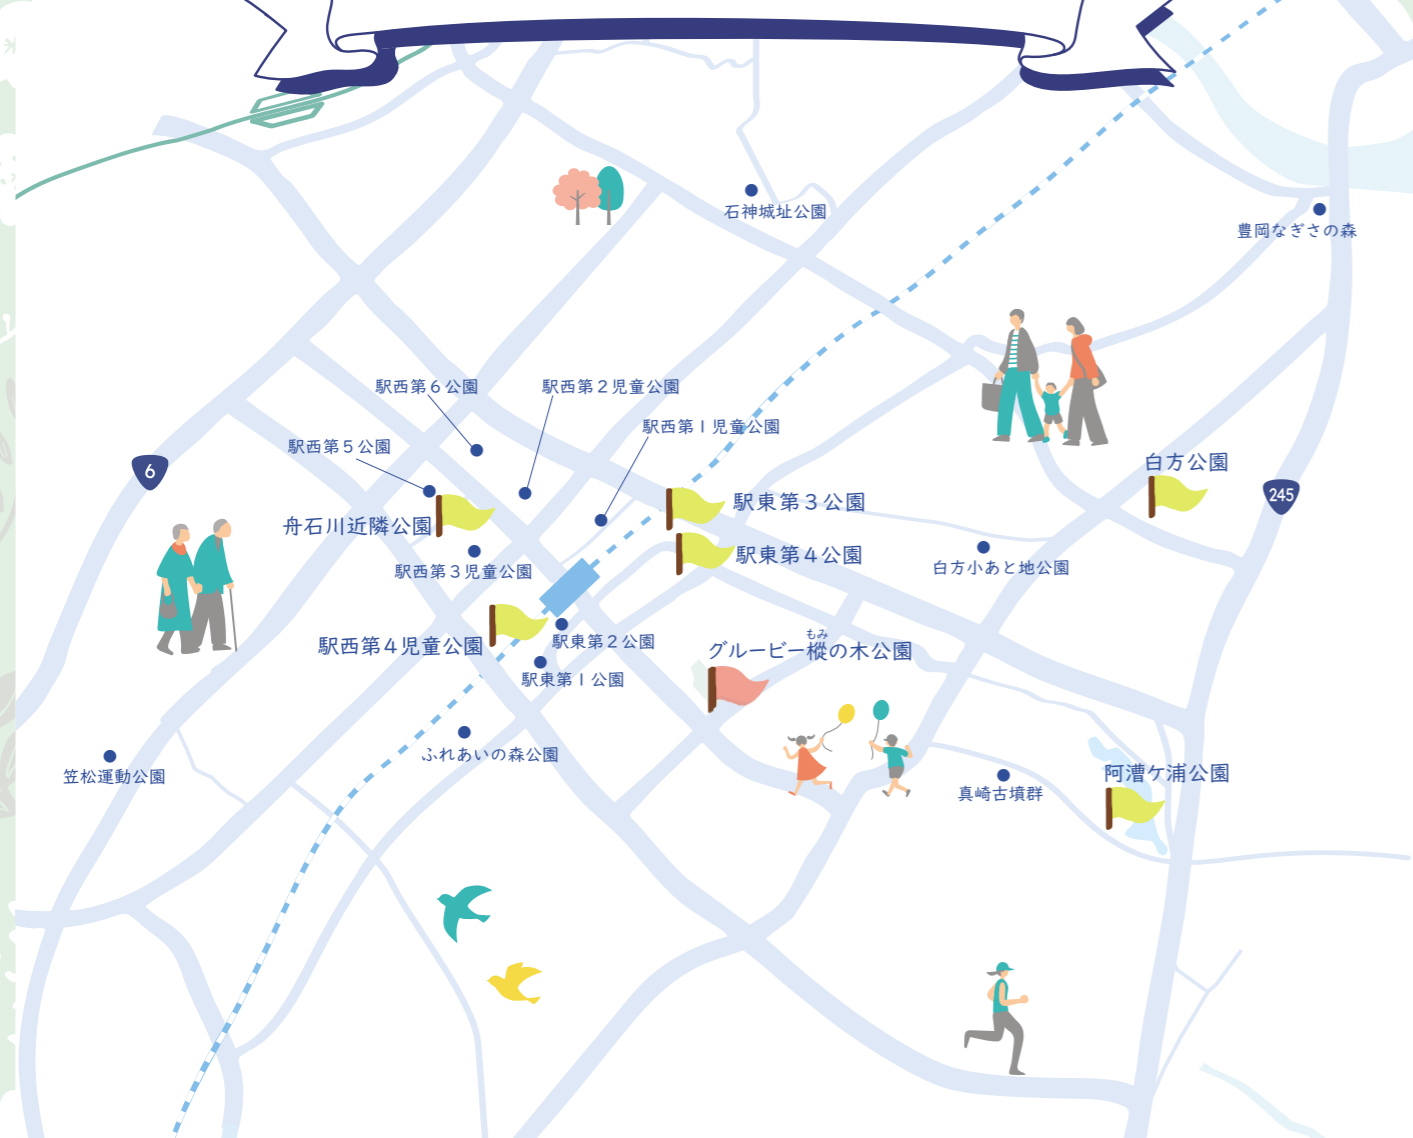 石神城址公園
豊岡なぎさの森
駅西第6公園
駅西第2児童公園
駅西第1児童公園
駅西第5公園
6
白方公園
245
駅東第3公園
舟石川近隣公園
駅東第4公園
白方小あと地公園
駅西第3児童公園
もみ
駅西第4児童公園
駅東第2公園
グルービー樅の木公園
駅東第1公園
ふれあいの森公園
笠松運動公園
阿漕ケ浦公園
真崎古墳群